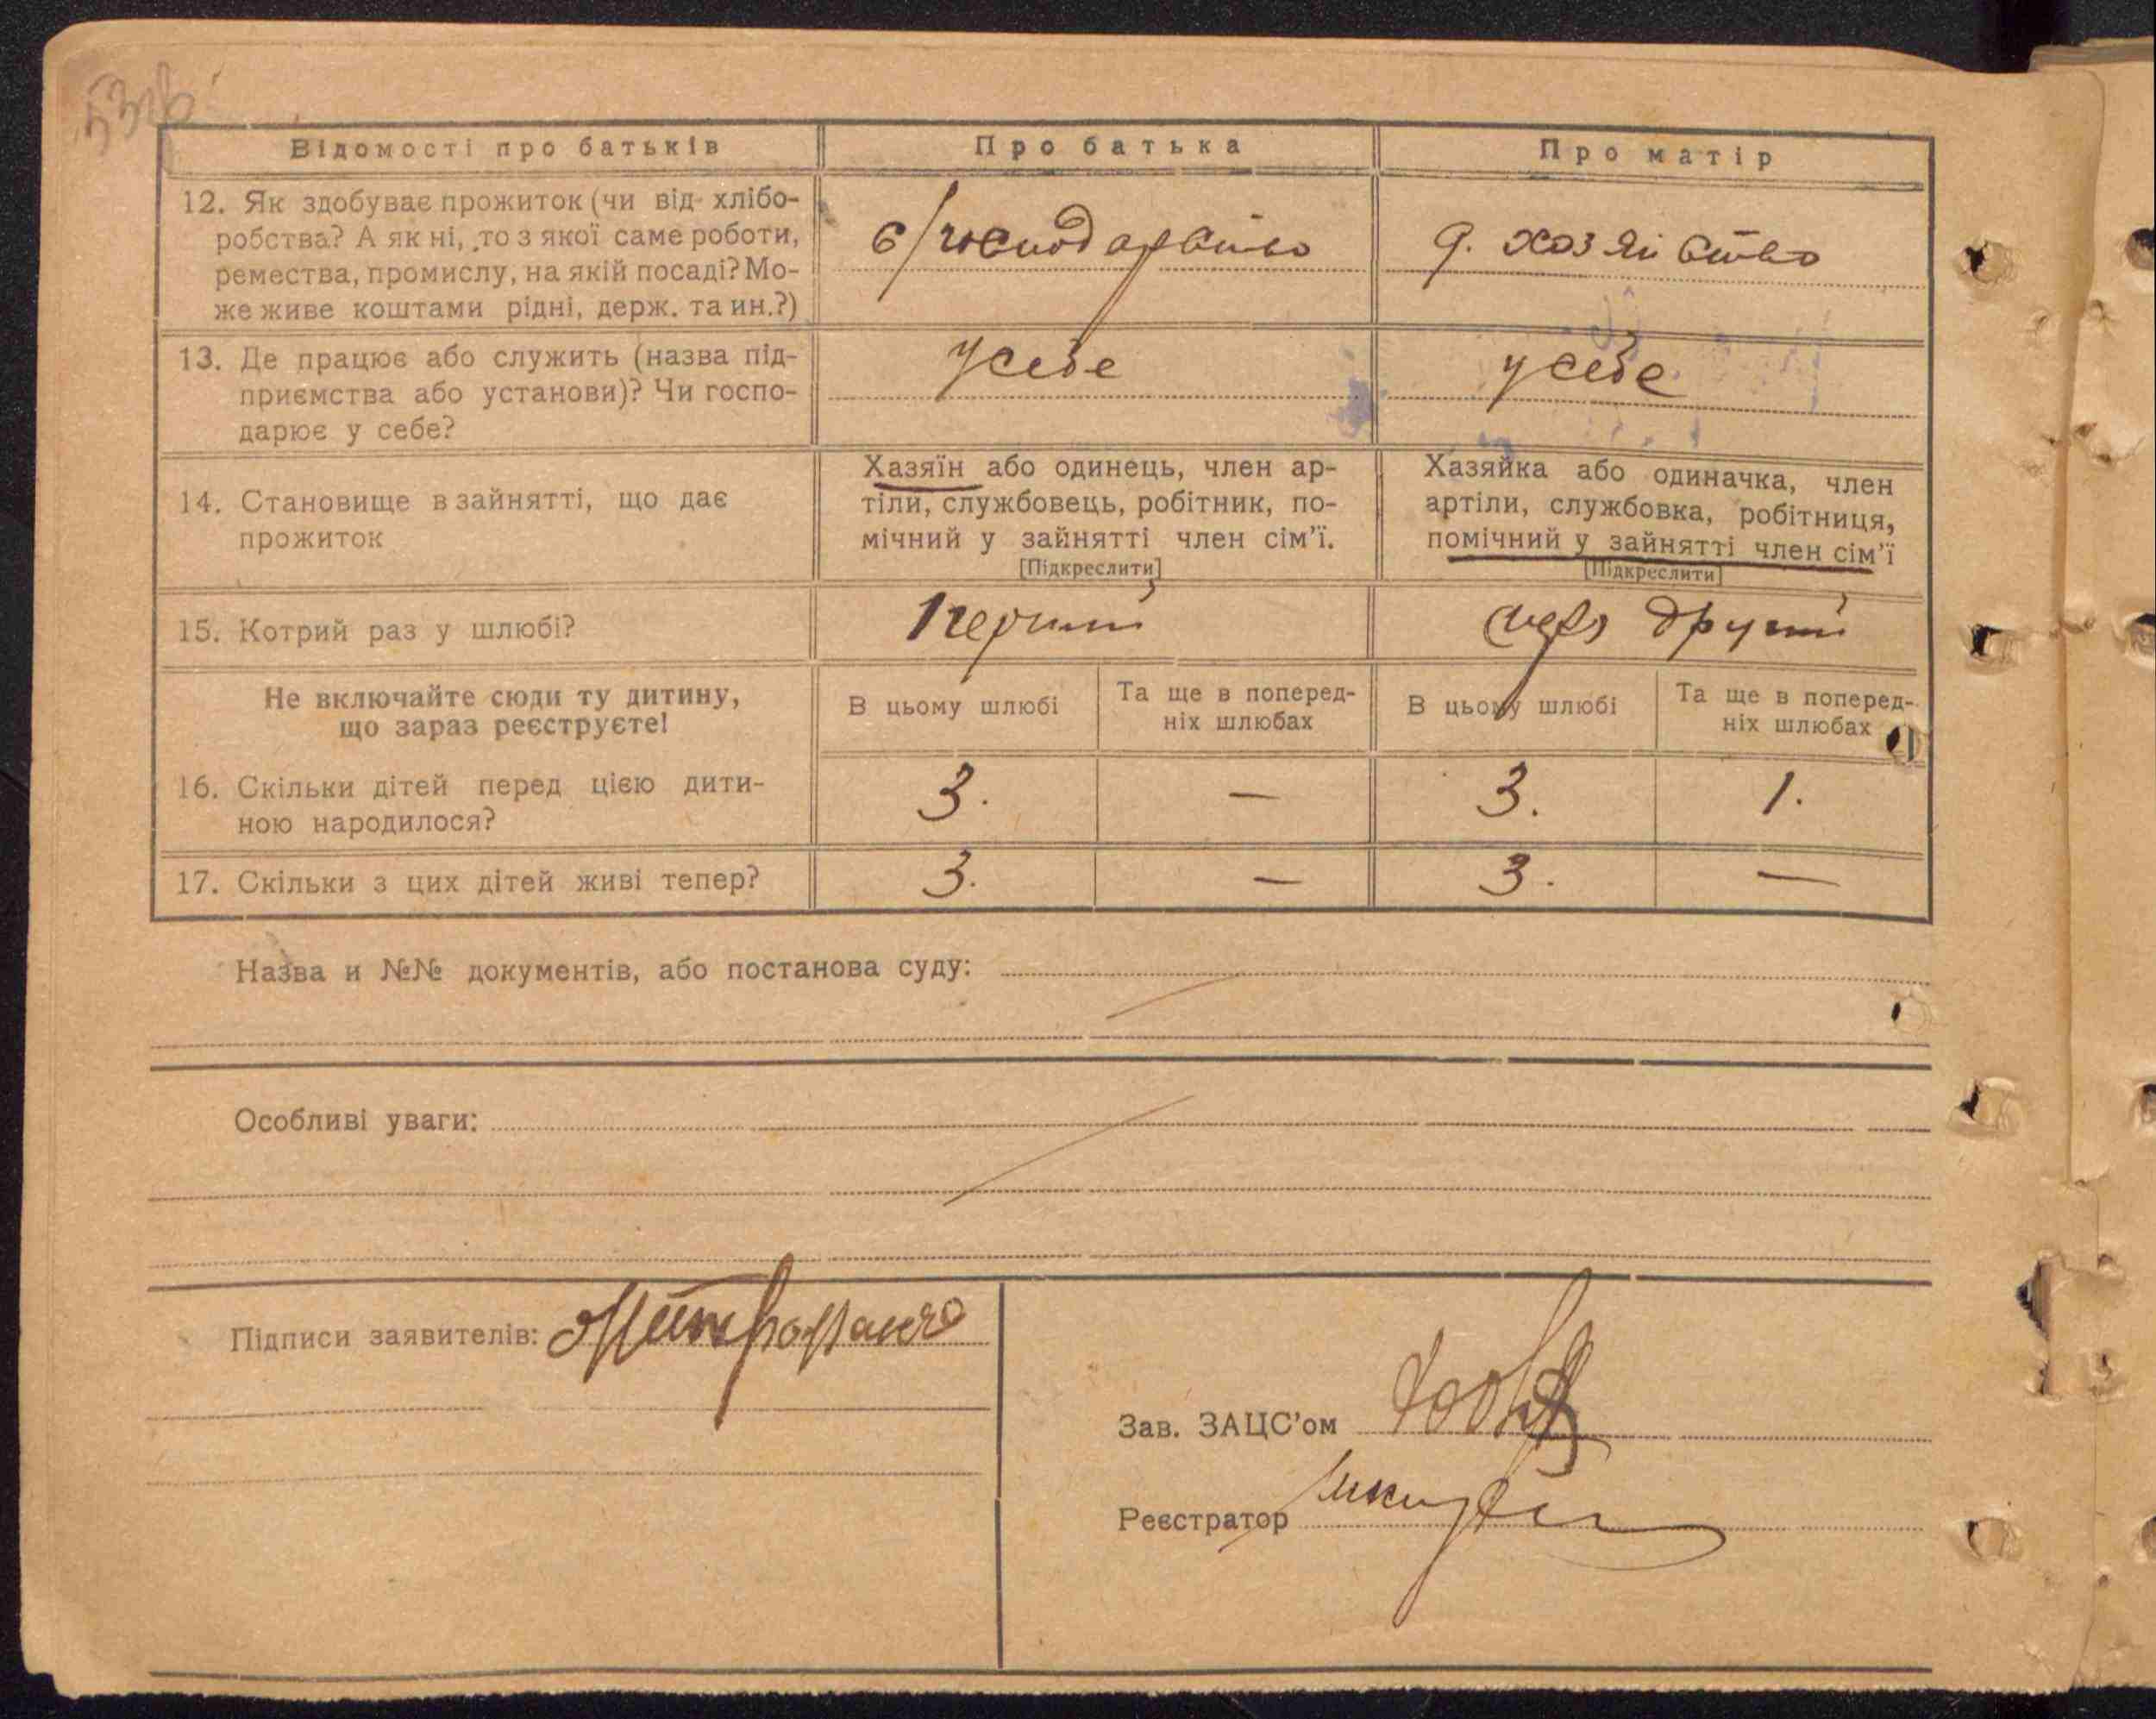 53об
Відомості про батьків
Про батька
Про матір
12. Як здобуває прожиток (чи від хлібо-
робства? А як ні, то з якої саме роботи,
ремества, промислу, на якій посаді? Мо-
же живе коштами рідні, держ. та ин.?)
с/господарство
д. хозяйство
13. Де працює або служить (назва під-
приємства або установи)? Чи госпо-
дарює у себе?
у себе
у себе
14. Становище в зайнятті, що дає
прожиток
Хазяїн або одинець, член ар-
тіли, службовець, робітник, по-
мічний у зайнятті член сім'ї.
[Підкреслити]
Хазяйка або одиначка, член
артіли, службовка, робітниця,
помічний у зайнятті член сім'ї
[Підкреслити]
15. Котрий раз у шлюбі?
перший
другий
Не включайте сюди ту дитину,
що зараз реєструєте!
В цьому шлюбі
Та ще в поперед-
ніх шлюбах
В цьому шлюбі
Та ще в поперед-
ніх шлюбах
16. Скільки дітей перед цією дити-
ною народилося?
3. — 3. 1.
17. Скільки з цих дітей живі тепер?
3. — 3. —
Назва и №№ документів, або постанова суду:
Особливі уваги:
Підписи заявителів:
Зав. ЗАЦС'ом
Реєстратор